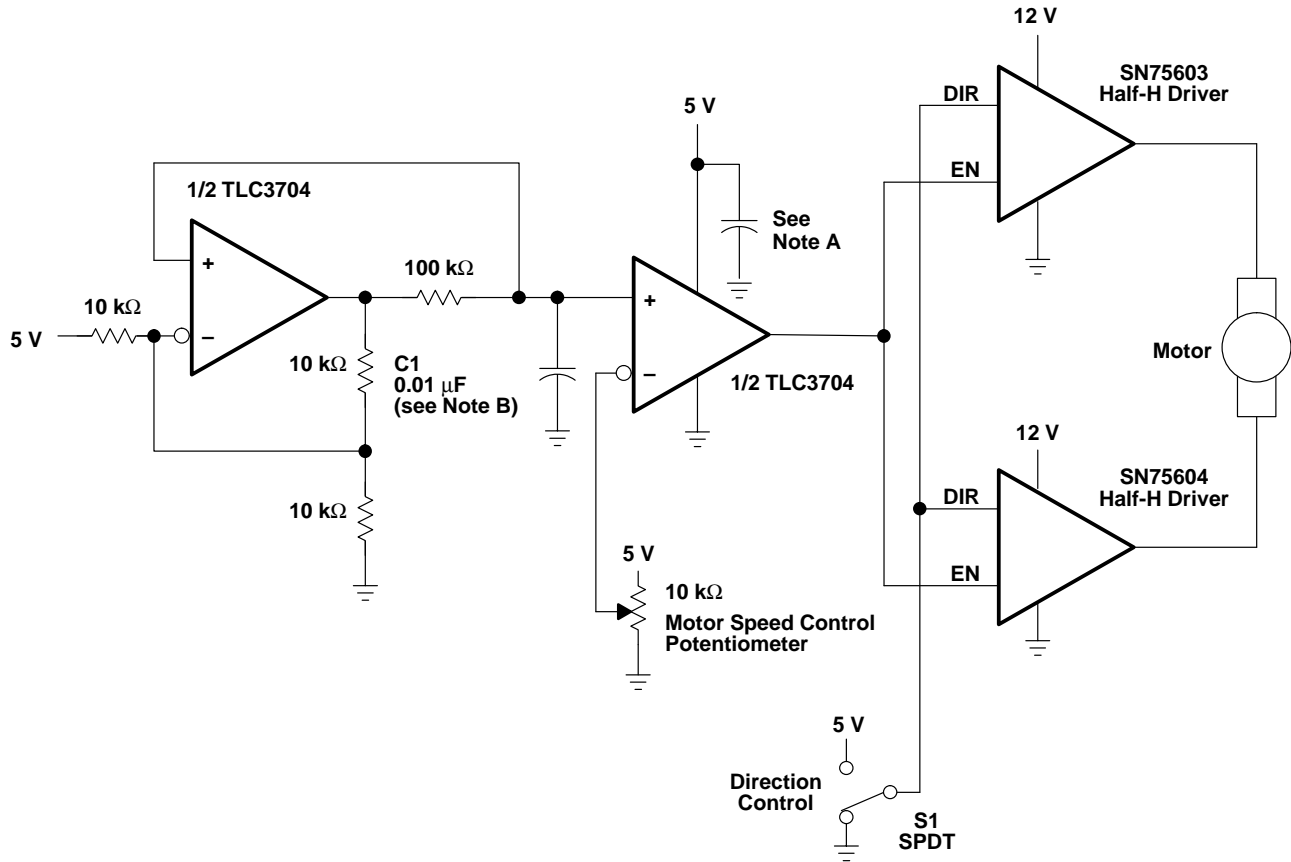 12 V
SN75603
Half-H Driver
DIR
EN
5 V
See
Note A
1/2 TLC3704
+
−
10 kΩ
5 V
100 kΩ
10 kΩ
C1
0.01 μF
(see Note B)
10 kΩ
+
−
1/2 TLC3704
Motor
12 V
SN75604
Half-H Driver
DIR
EN
5 V
10 kΩ
Motor Speed Control
Potentiometer
5 V
Direction
Control
S1
SPDT